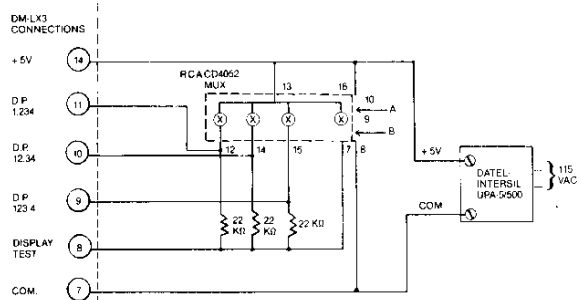 DM-LX3
CONNECTIONS
+ 5V 14
RCA CD4052
MUX
13 16
D.P.
1.234
11
10 A
9 B
D.P.
12.34
10
12 14 15 7 8
+ 5V
DATEL-
INTERSIL
UPA-5/500
115
VAC
D.P.
123 4
9
COM
22
KΩ
22
KΩ
22 KΩ
DISPLAY
TEST
8
COM. 7
X X X X